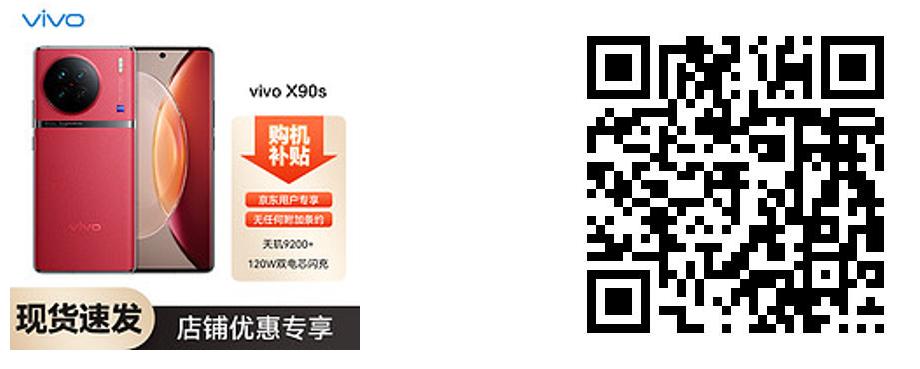 vivo
vivo X90s
购机
补贴
京东用户专享
无任何附加条约
天玑9200+
120W双电芯闪充
vivo
现货速发
店铺优惠专享